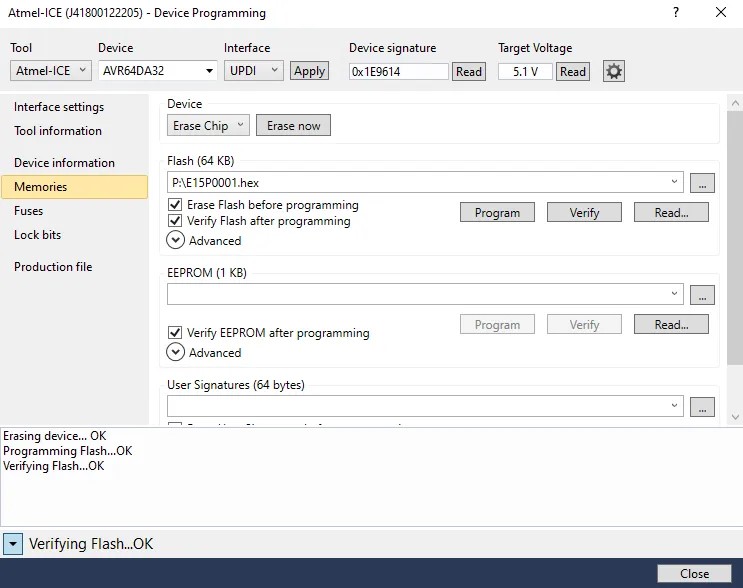 Atmel-ICE (J41800122205) - Device Programming
? 
Tool Device Interface Device signature Target Voltage
Atmel-ICE AVR64DA32 UPDI Apply 0x1E9614 Read 5.1 V Read
Interface settings
Tool information
Device information
Memories
Fuses
Lock bits
Production file
Device
Erase Chip Erase now
Flash (64 KB)
P:\E15P0001.hex ...
Erase Flash before programming
Verify Flash after programming
Program Verify Read...
Advanced
EEPROM (1 KB)
...
Program Verify Read...
Verify EEPROM after programming
Advanced
User Signatures (64 bytes)
...
Erasing device... OK
Programming Flash...OK
Verifying Flash...OK
Verifying Flash...OK
Close